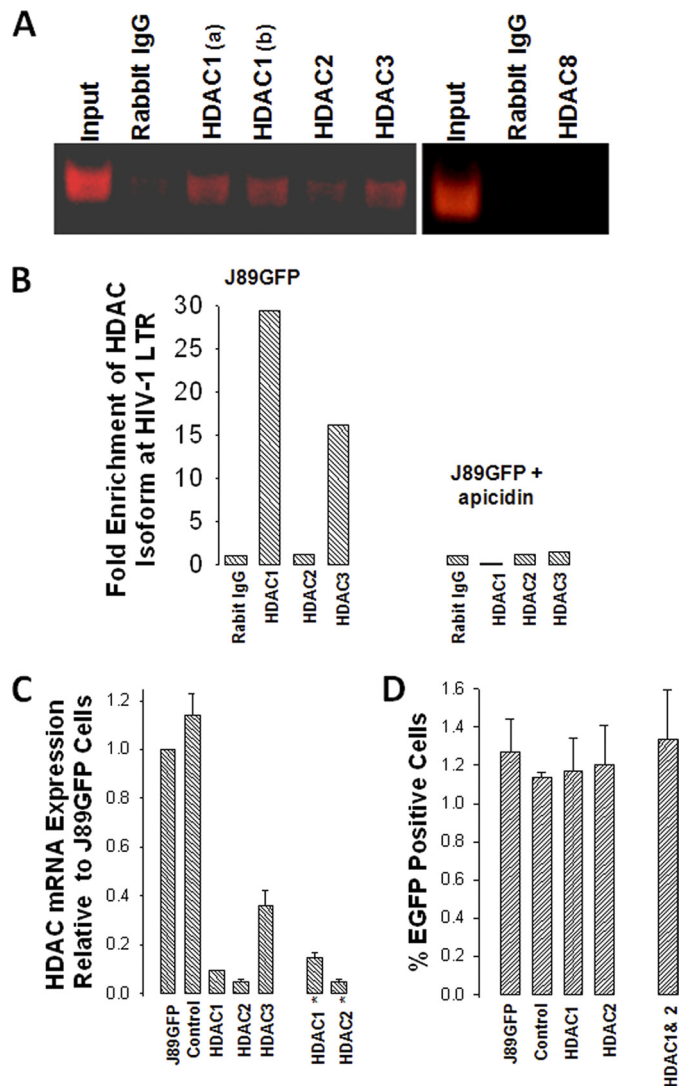 A
Input
Rabbit IgG
HDAC1 (a)
HDAC1 (b)
HDAC2
HDAC3
Input
Rabbit IgG
HDAC8
B
J89GFP
Fold Enrichment of HDAC
Isoform at HIV-1 LTR
30
25
20
15
10
5
0
Rabit IgG
HDAC1
HDAC2
HDAC3
J89GFP +
apicidin
Rabit IgG
HDAC1
HDAC2
HDAC3
C
HDAC mRNA Expression
Relative to J89GFP Cells
1.2
1.0
0.8
0.6
0.4
0.2
0.0
J89GFP
Control
HDAC1
HDAC2
HDAC3
HDAC1 *
HDAC2 *
D
% EGFP Positive Cells
1.6
1.4
1.2
1.0
0.8
0.6
0.4
0.2
0.0
J89GFP
Control
HDAC1
HDAC2
HDAC1& 2